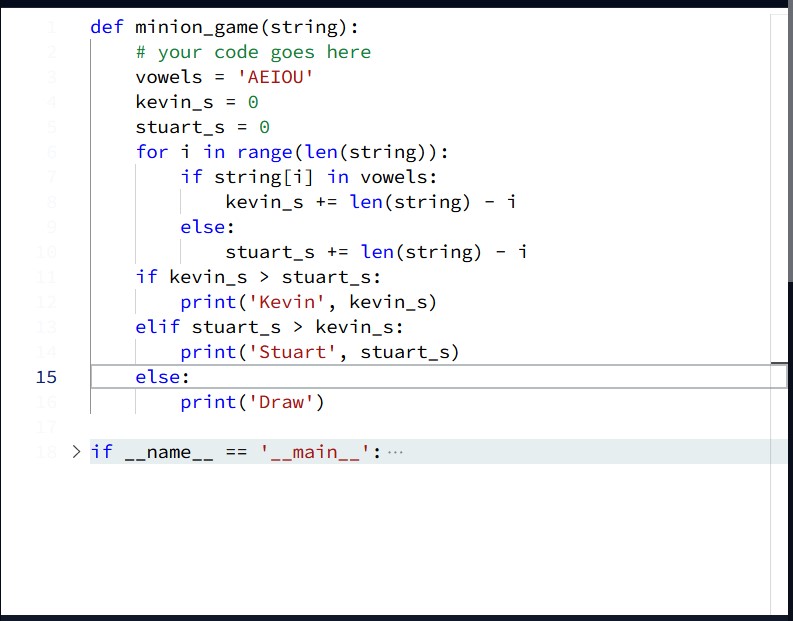 1 def minion_game(string):
2 # your code goes here
3 vowels = 'AEIOU'
4 kevin_s = 0
5 stuart_s = 0
6 for i in range(len(string)):
7 if string[i] in vowels:
8 kevin_s += len(string) - i
9 else:
10 stuart_s += len(string) - i
11 if kevin_s > stuart_s:
12 print('Kevin', kevin_s)
13 elif stuart_s > kevin_s:
14 print('Stuart', stuart_s)
15 else:
16 print('Draw')
17
18 > if __name__ == '__main__': ···